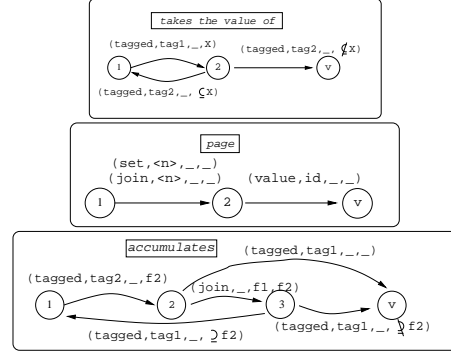 takes the value of
(tagged,tag1,_,X)
(tagged,tag2,_, ⊈X)
1
2
v
(tagged,tag2,_, ⊆X)
page
(set,<n>,_,_)
(join,<n>,_,_)
(value,id,_,_)
1
2
v
accumulates
(tagged,tag1,_,_)
(tagged,tag2,_,f2)
(join,_,f1,f2)
1
2
3
v
(tagged,tag1,_, ⊇f2)
(tagged,tag1,_, ⊉f2)